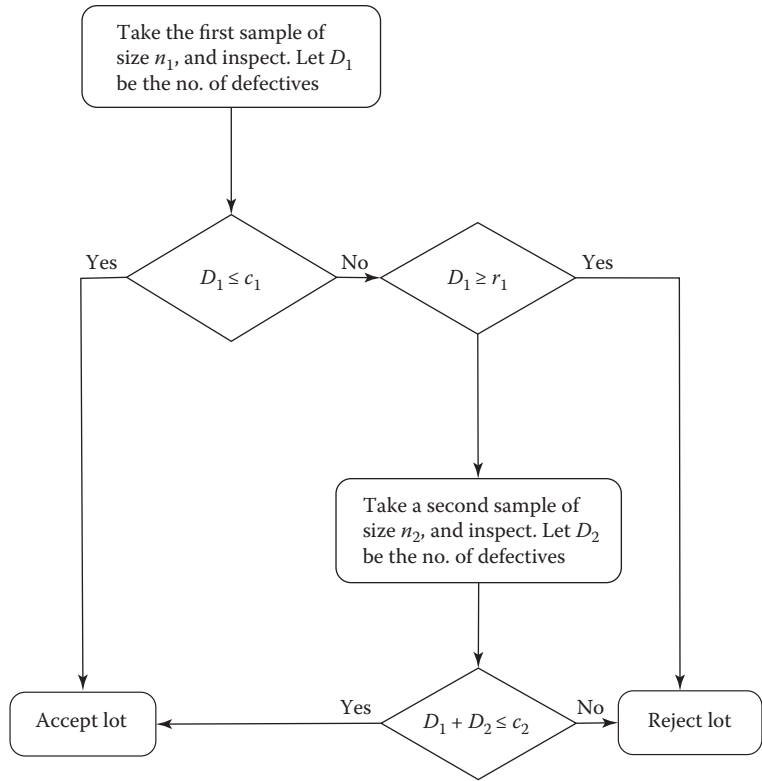 Take the first sample of
size n₁, and inspect. Let D₁
be the no. of defectives
Yes
D₁ ≤ c₁
No
D₁ ≥ r₁
Yes
Take a second sample of
size n₂, and inspect. Let D₂
be the no. of defectives
Accept lot
Yes
D₁ + D₂ ≤ c₂
No
Reject lot